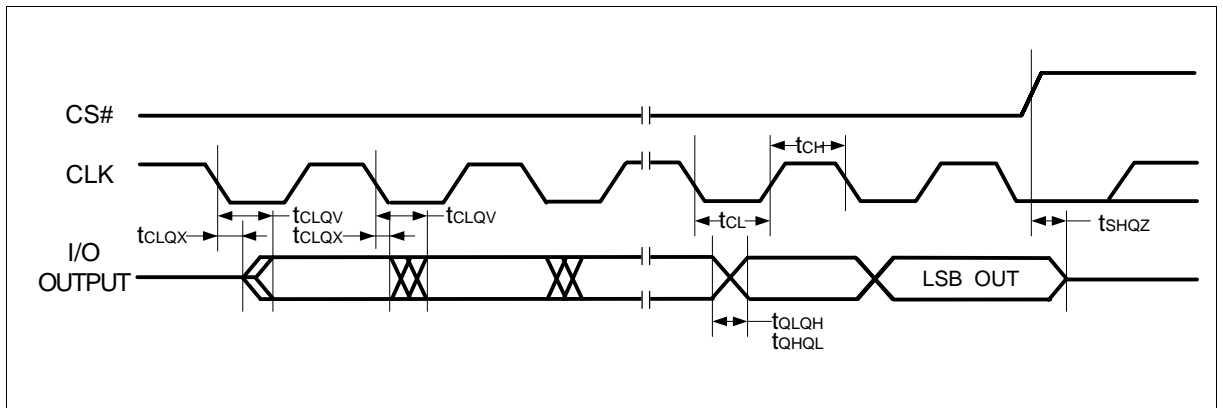 CS#
CLK
tCH
tCLQV
tCLQV
tCL
tSHQZ
tCLQX
tCLQX
I/O
OUTPUT
LSB OUT
tQLQH
tQHQL